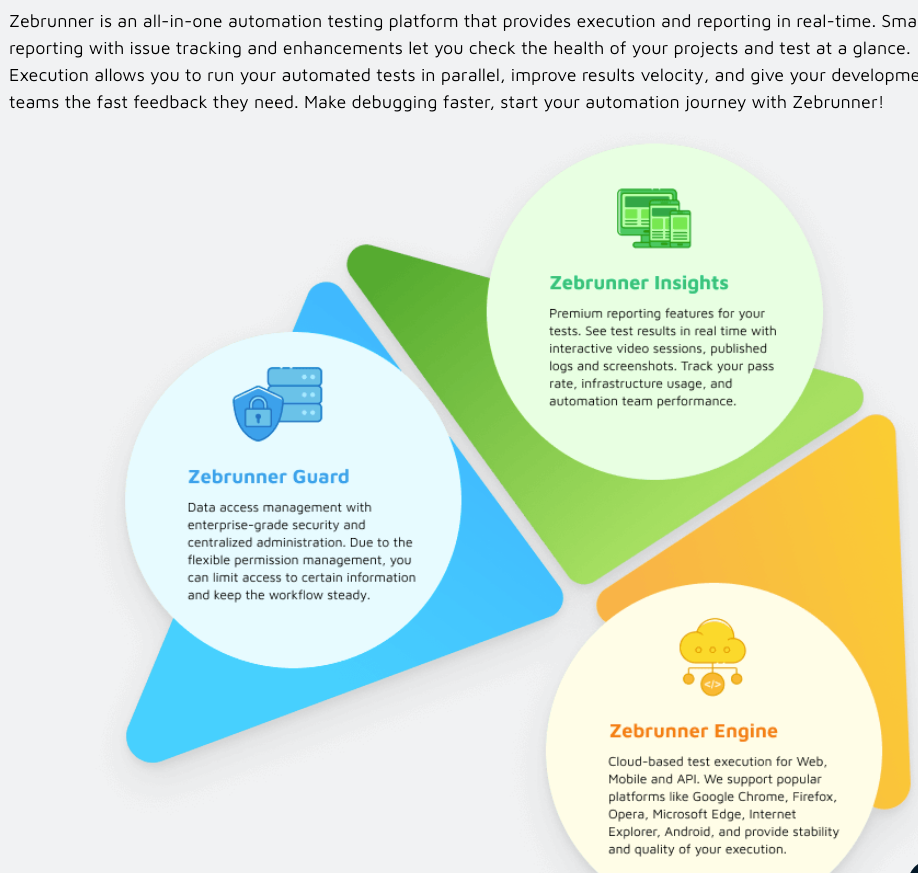 Zebrunner is an all-in-one automation testing platform that provides execution and reporting in real-time.
reporting with issue tracking and enhancements let you check the health of your projects and test at a glance.
Execution allows you to run your automated tests in parallel, improve results velocity, and give your
teams the fast feedback they need. Make debugging faster, start your automation journey with Zebrunner!
Zebrunner Insights
Premium reporting features for your
tests. See test results in real time with
interactive video sessions, published
logs and screenshots. Track your pass
rate, infrastructure usage, and
automation team performance.
Zebrunner Guard
Data access management with
enterprise-grade security and
centralized administration. Due to the
flexible permission management, you
can limit access to certain information
and keep the workflow steady.
</>
Zebrunner Engine
Cloud-based test execution for Web,
Mobile and API. We support popular
platforms like Google Chrome, Firefox,
Opera, Microsoft Edge, Internet
Explorer, Android, and provide stability
and quality of your execution.